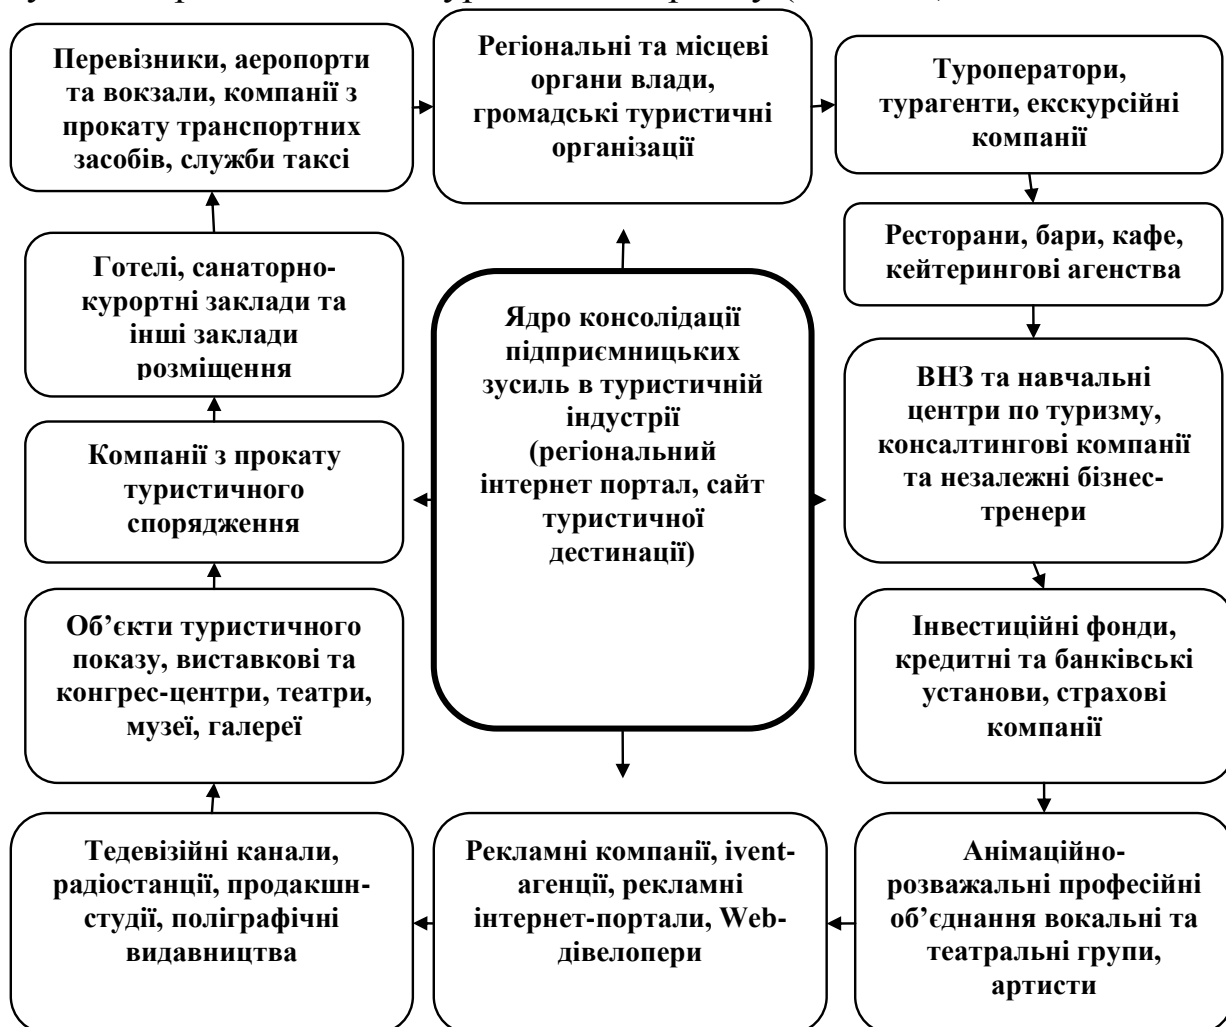 Перевізники, аеропорти
та вокзали, компанії з
прокату транспортних
засобів, служби таксі
Регіональні та місцеві
органи влади,
громадські туристичні
організації
Туроператори,
турагенти, екскурсійні
компанії
Готелі, санаторно-
курортні заклади та
інші заклади
розміщення
Ядро консолідації
підприємницьких
зусиль в туристичній
індустрії
(регіональний
інтернет портал, сайт
туристичної
дестинації)
Ресторани, бари, кафе,
кейтерингові агенства
ВНЗ та навчальні
центри по туризму,
консалтингові компанії
та незалежні бізнес-
тренери
Компанії з прокату
туристичного
спорядження
Об’єкти туристичного
показу, виставкові та
конгрес-центри, театри,
музеї, галереї
Інвестиційні фонди,
кредитні та банківські
установи, страхові
компанії
Тедевізійні канали,
радіостанції, продакшн-
студії, поліграфічні
видавництва
Рекламні компанії, ivent-
агенції, рекламні
інтернет-портали, Web-
дівелопери
Анімаційно-
розважальні професійні
об’єднання вокальні та
театральні групи,
артисти